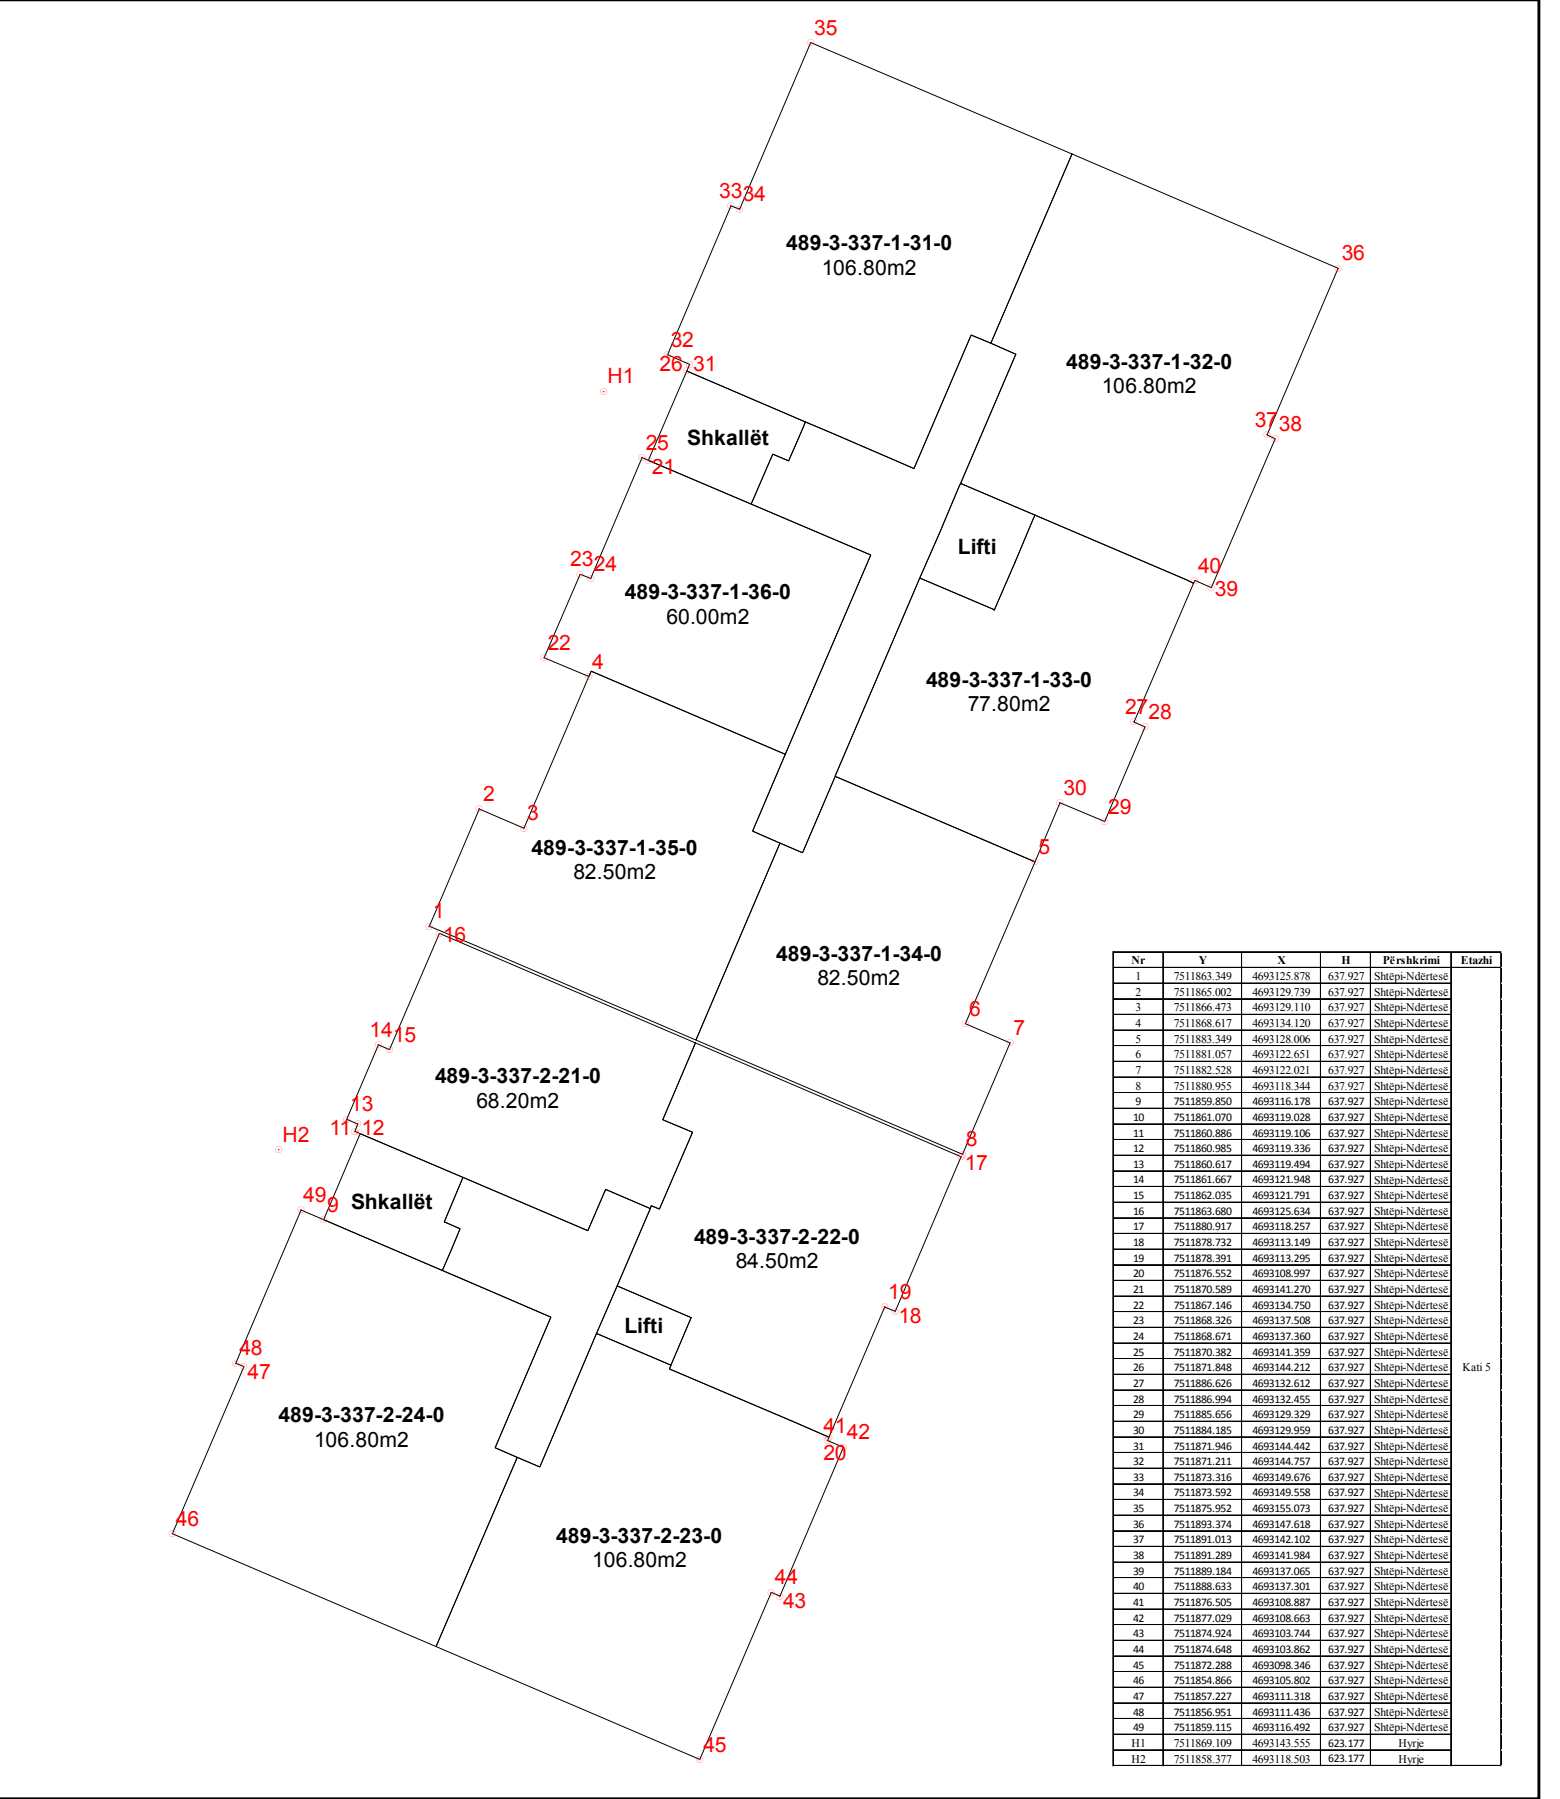 35
36
33 34
489-3-337-1-31-0
106.80m2
32
26 31
H1
489-3-337-1-32-0
106.80m2
37 38
Shkallët
25
21
Lifti
40
39
23 24
489-3-337-1-36-0
60.00m2
22
4
489-3-337-1-33-0
77.80m2
27 28
30
29
2
3
5
489-3-337-1-35-0
82.50m2
1
16
489-3-337-1-34-0
82.50m2
6
7
14 15
489-3-337-2-21-0
68.20m2
13
11 12
H2
8
17
49 9
Shkallët
489-3-337-2-22-0
84.50m2
19
18
Lifti
48
47
489-3-337-2-24-0
106.80m2
41 42
20
46
489-3-337-2-23-0
106.80m2
44
43
45
Nr Y X H Përshkrimi Etazhi
1 7511863.349 4693125.878 637.927 Shtëpi-Ndërtesë
2 7511865.002 4693129.739 637.927 Shtëpi-Ndërtesë
3 7511866.473 4693129.110 637.927 Shtëpi-Ndërtesë
4 7511868.617 4693134.120 637.927 Shtëpi-Ndërtesë
5 7511883.349 4693128.006 637.927 Shtëpi-Ndërtesë
6 7511881.057 4693122.651 637.927 Shtëpi-Ndërtesë
7 7511882.528 4693122.021 637.927 Shtëpi-Ndërtesë
8 7511880.955 4693118.344 637.927 Shtëpi-Ndërtesë
9 7511859.850 4693116.178 637.927 Shtëpi-Ndërtesë
10 7511861.070 4693119.028 637.927 Shtëpi-Ndërtesë
11 7511860.886 4693119.106 637.927 Shtëpi-Ndërtesë
12 7511860.985 4693119.336 637.927 Shtëpi-Ndërtesë
13 7511860.617 4693119.494 637.927 Shtëpi-Ndërtesë
14 7511861.667 4693121.948 637.927 Shtëpi-Ndërtesë
15 7511862.035 4693121.791 637.927 Shtëpi-Ndërtesë
16 7511863.680 4693125.634 637.927 Shtëpi-Ndërtesë
17 7511880.917 4693118.257 637.927 Shtëpi-Ndërtesë
18 7511878.732 4693113.149 637.927 Shtëpi-Ndërtesë
19 7511878.391 4693113.295 637.927 Shtëpi-Ndërtesë
20 7511876.552 4693108.997 637.927 Shtëpi-Ndërtesë
21 7511870.589 4693141.270 637.927 Shtëpi-Ndërtesë
22 7511867.146 4693134.750 637.927 Shtëpi-Ndërtesë
23 7511868.326 4693137.508 637.927 Shtëpi-Ndërtesë
24 7511868.671 4693137.360 637.927 Shtëpi-Ndërtesë
25 7511870.382 4693141.359 637.927 Shtëpi-Ndërtesë
26 7511871.848 4693144.212 637.927 Shtëpi-Ndërtesë Kati 5
27 7511886.626 4693132.612 637.927 Shtëpi-Ndërtesë
28 7511886.994 4693132.455 637.927 Shtëpi-Ndërtesë
29 7511885.656 4693129.329 637.927 Shtëpi-Ndërtesë
30 7511884.185 4693129.959 637.927 Shtëpi-Ndërtesë
31 7511871.946 4693144.442 637.927 Shtëpi-Ndërtesë
32 7511871.211 4693144.757 637.927 Shtëpi-Ndërtesë
33 7511873.316 4693149.676 637.927 Shtëpi-Ndërtesë
34 7511873.592 4693149.558 637.927 Shtëpi-Ndërtesë
35 7511875.952 4693155.073 637.927 Shtëpi-Ndërtesë
36 7511893.374 4693147.618 637.927 Shtëpi-Ndërtesë
37 7511891.013 4693142.102 637.927 Shtëpi-Ndërtesë
38 7511891.289 4693141.984 637.927 Shtëpi-Ndërtesë
39 7511889.184 4693137.065 637.927 Shtëpi-Ndërtesë
40 7511888.633 4693137.301 637.927 Shtëpi-Ndërtesë
41 7511876.505 4693108.887 637.927 Shtëpi-Ndërtesë
42 7511877.029 4693108.663 637.927 Shtëpi-Ndërtesë
43 7511874.924 4693103.744 637.927 Shtëpi-Ndërtesë
44 7511874.648 4693103.862 637.927 Shtëpi-Ndërtesë
45 7511872.288 4693098.346 637.927 Shtëpi-Ndërtesë
46 7511854.866 4693105.802 637.927 Shtëpi-Ndërtesë
47 7511857.227 4693111.318 637.927 Shtëpi-Ndërtesë
48 7511856.951 4693111.436 637.927 Shtëpi-Ndërtesë
49 7511859.115 4693116.492 637.927 Shtëpi-Ndërtesë
H1 7511869.109 4693143.555 623.177 Hyrje
H2 7511858.377 4693118.503 623.177 Hyrje